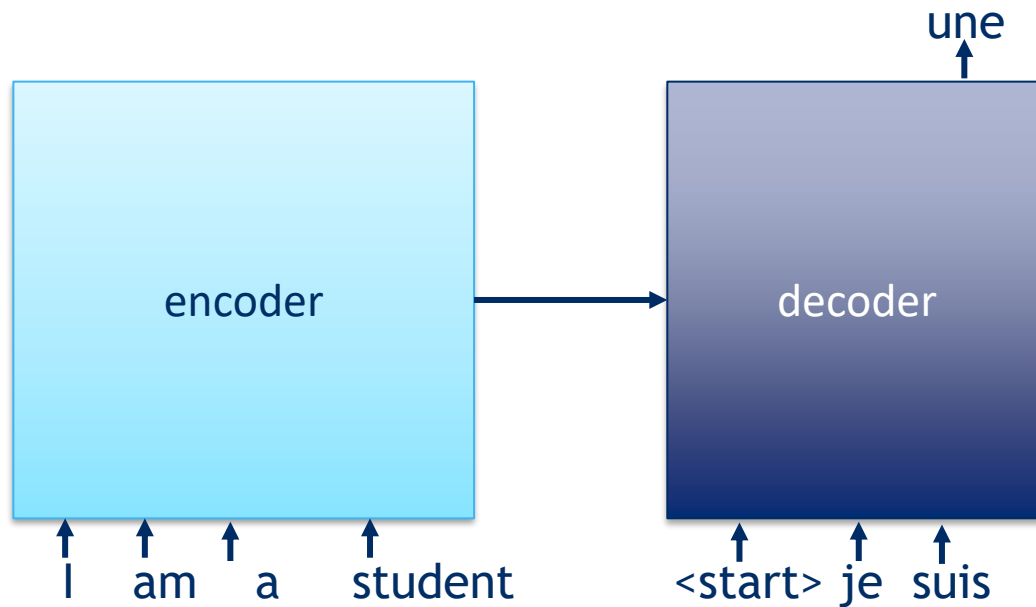 une
encoder
decoder
I am a student
<start> je suis